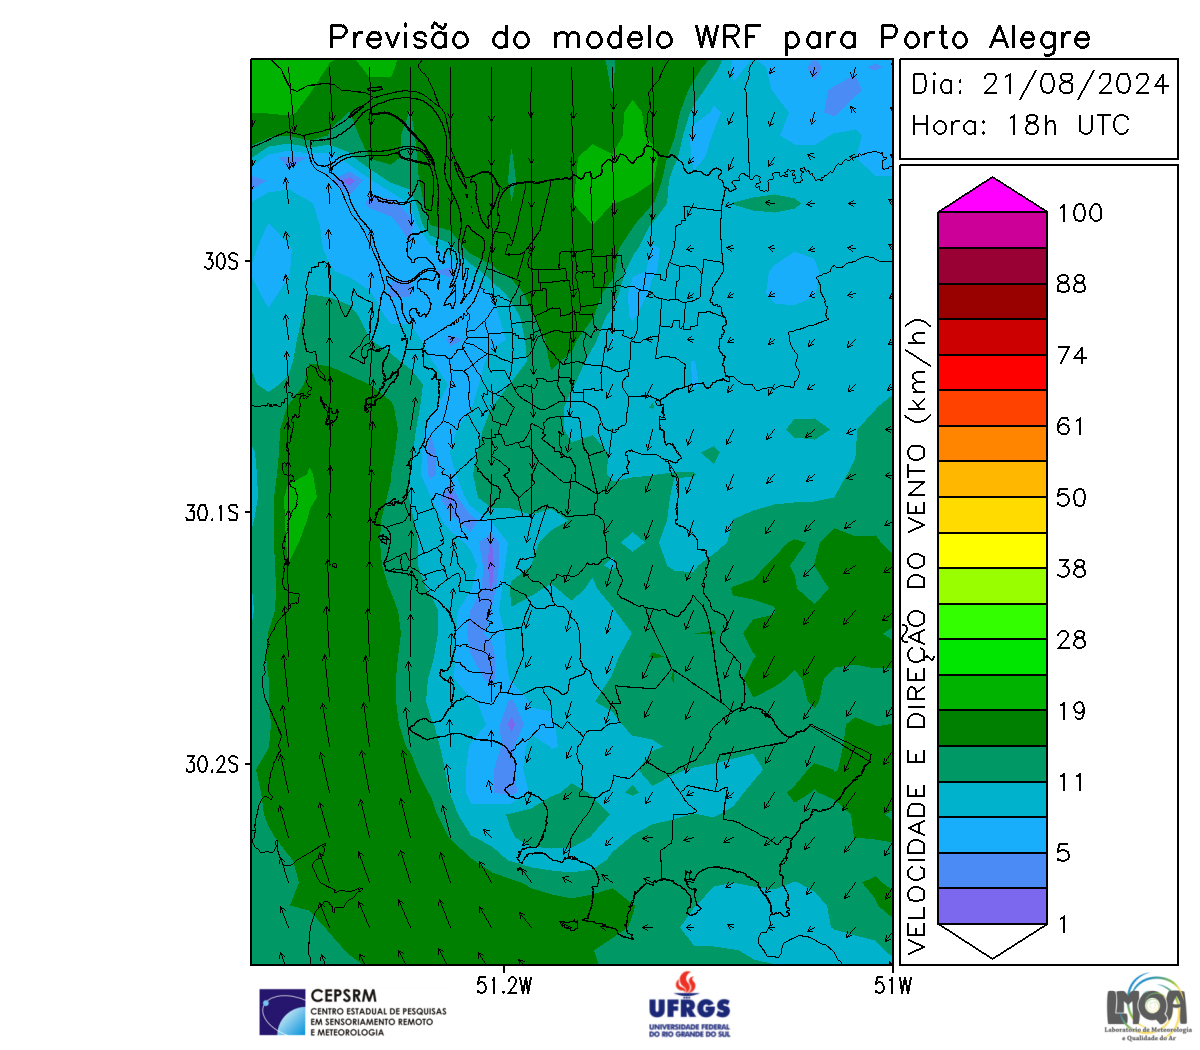 Previsão do modelo WRF para Porto Alegre
Dia: 21/08/2024
Hora: 18h UTC
30S
30.1S
30.2S
51.2W
51W
VELOCIDADE E DIREÇÃO DO VENTO (km/h)
100
88
74
61
50
38
28
19
11
5
1
CEPSRM
CENTRO ESTADUAL DE PESQUISAS
EM SENSORIAMENTO REMOTO
E METEOROLOGIA
UFRGS
UNIVERSIDADE FEDERAL
DO RIO GRANDE DO SUL
LMQA
Laboratório de Meteorologia
e Qualidade do Ar